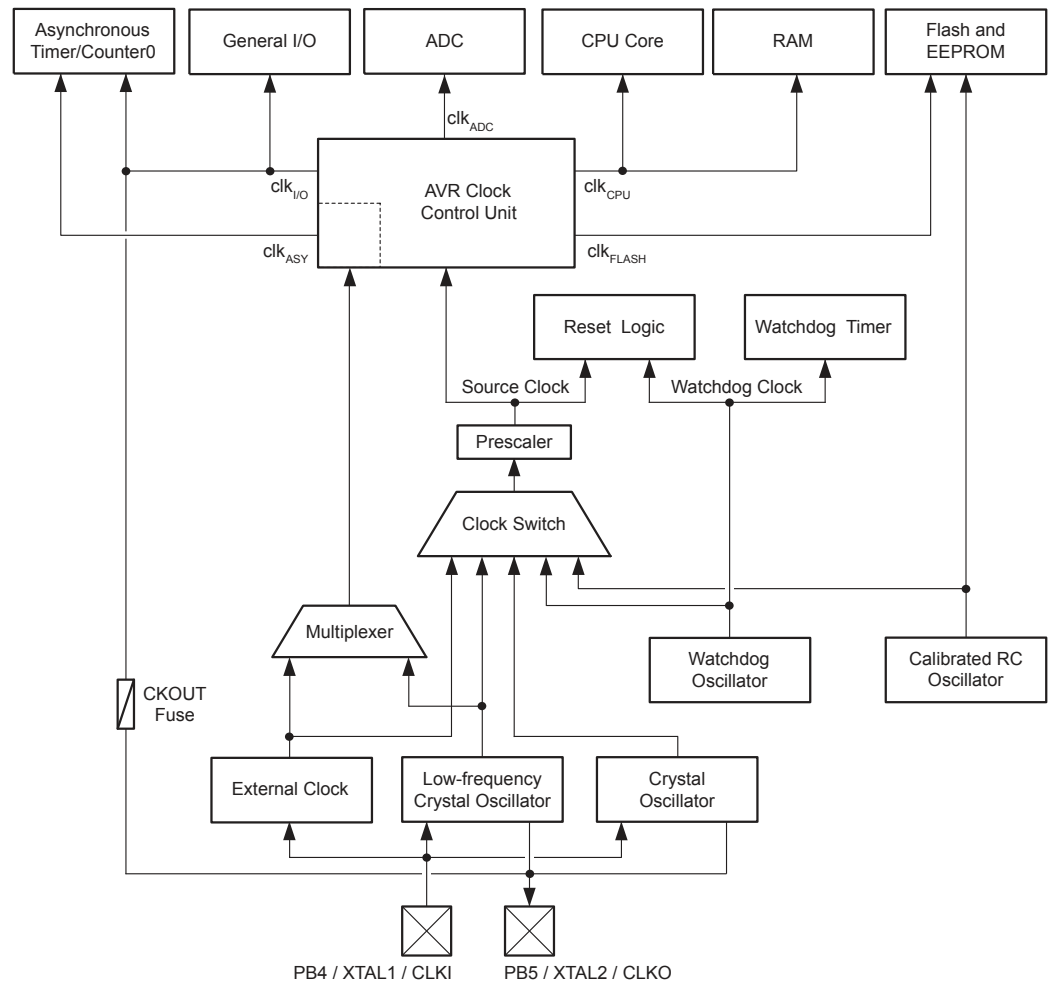 Asynchronous
Timer/Counter0
General I/O
ADC
CPU Core
RAM
Flash and
EEPROM
clkADC
clkI/O
AVR Clock
Control Unit
clkCPU
clkASY
clkFLASH
Reset Logic
Watchdog Timer
Source Clock
Watchdog Clock
Prescaler
Clock Switch
Multiplexer
Watchdog
Oscillator
Calibrated RC
Oscillator
CKOUT
Fuse
External Clock
Low-frequency
Crystal Oscillator
Crystal
Oscillator
PB4 / XTAL1 / CLKI
PB5 / XTAL2 / CLKO